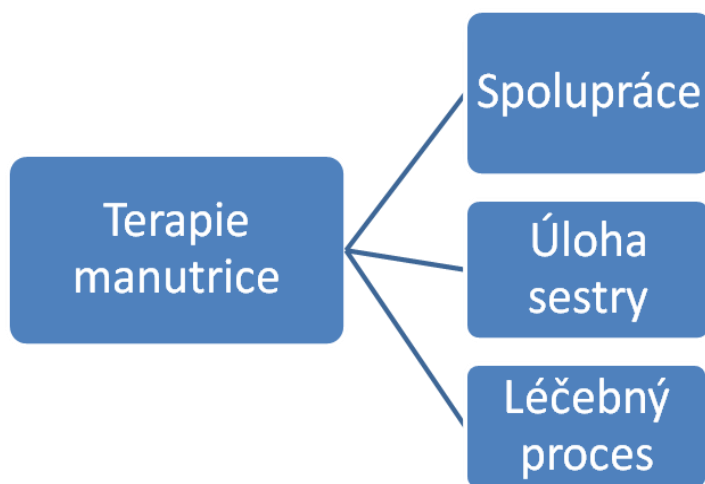 Terapie
manutrice
Spolupráce
Úloha
sestry
Léčebný
proces